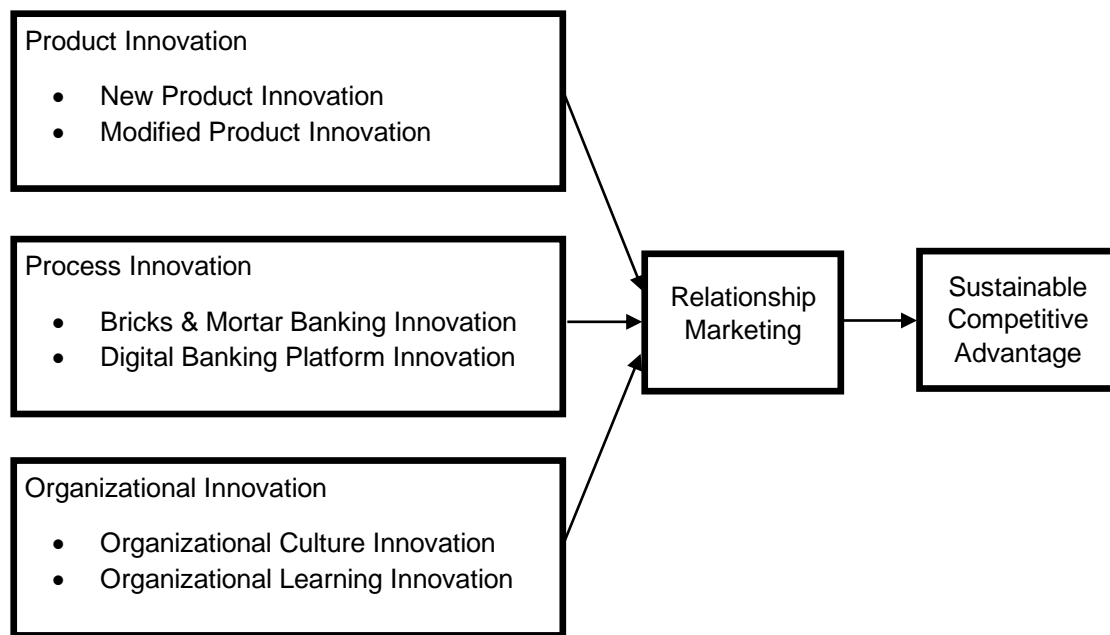 Product Innovation
• New Product Innovation
• Modified Product Innovation
Process Innovation
• Bricks & Mortar Banking Innovation
• Digital Banking Platform Innovation
Organizational Innovation
• Organizational Culture Innovation
• Organizational Learning Innovation
Relationship
Marketing
Sustainable
Competitive
Advantage